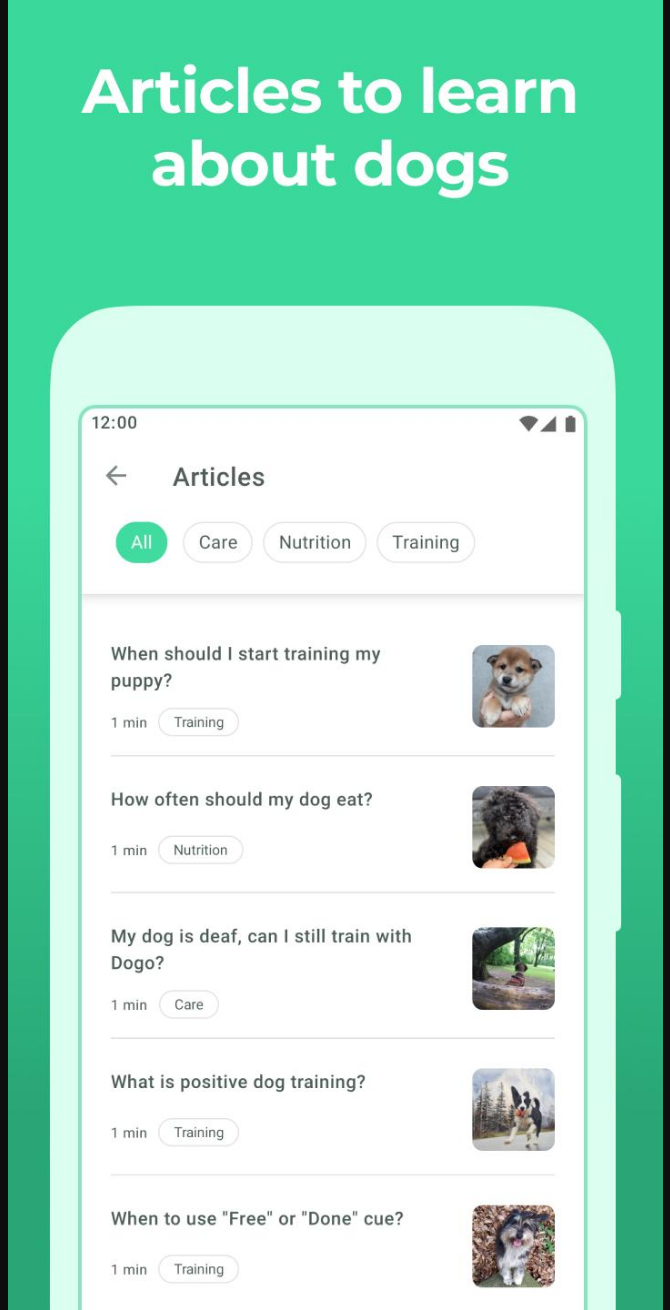 Articles to learn
about dogs
12:00
Articles
All
Care
Nutrition
Training
When should I start training my
puppy?
1 min
Training
How often should my dog eat?
1 min
Nutrition
My dog is deaf, can I still train with
Dogo?
1 min
Care
What is positive dog training?
1 min
Training
When to use "Free" or "Done" cue?
1 min
Training